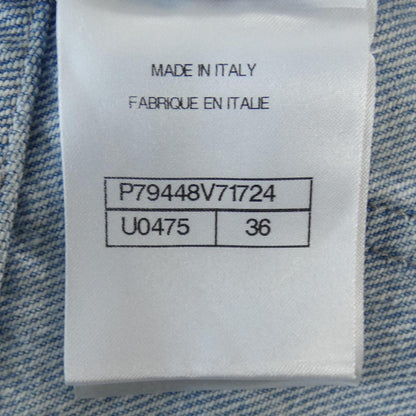 MADE IN ITALY
FABRIQUE EN ITALIE
P79448V71724
U0475 36